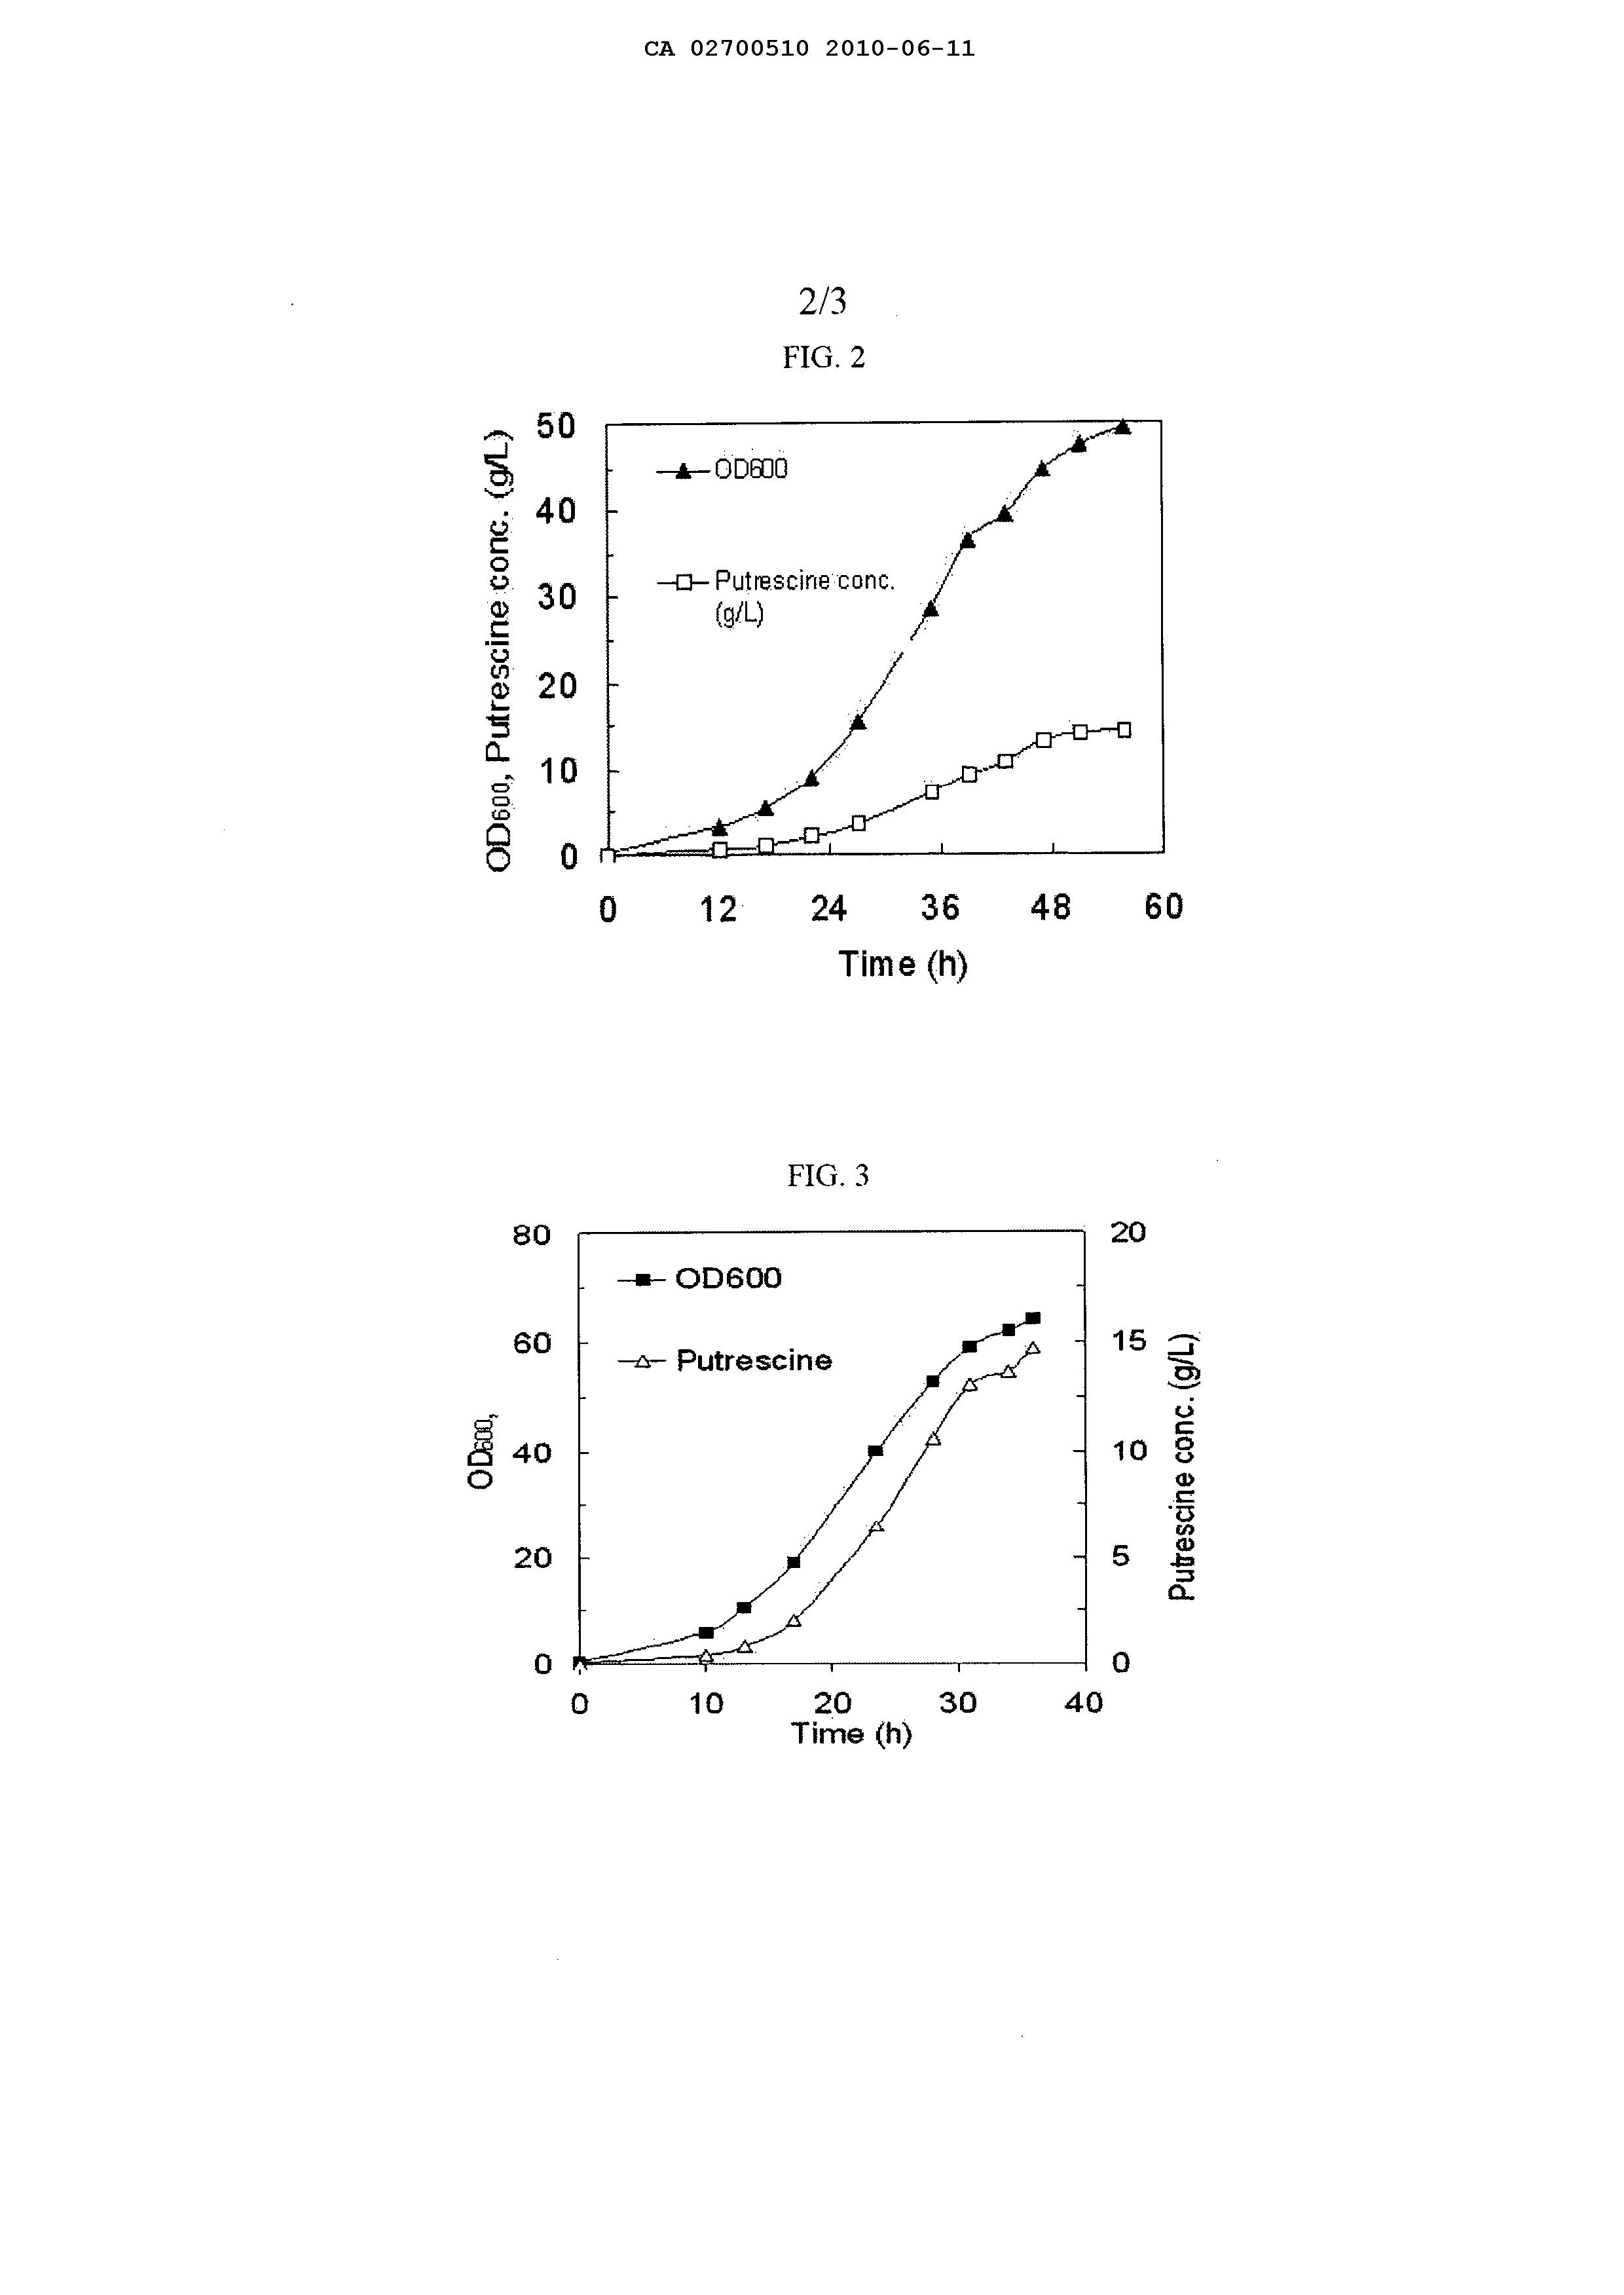 CA 02700510 2010-06-11
2/3
FIG. 2
OD600, Putrescine conc. (g/L)
50
40
30
20
10
0
OD600
Putrescine conc.
(g/L)
0 12 24 36 48 60
Time (h)
FIG. 3
OD600,
80
60
40
20
0
OD600
Putrescine
20
15
10
5
0
Putrescine conc. (g/L)
0 10 20 30 40
Time (h)